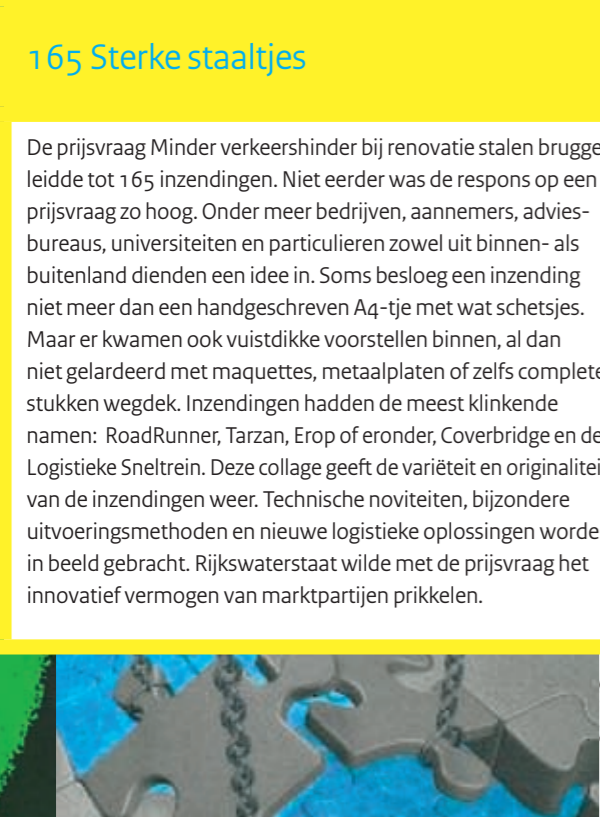 165 Sterke staaltjes
De prijsvraag Minder verkeershinder bij renovatie stalen brugge
leidde tot 165 inzendingen. Niet eerder was de respons op een
prijsvraag zo hoog. Onder meer bedrijven, aannemers, advies-
bureaus, universiteiten en particulieren zowel uit binnen- als
buitenland dienden een idee in. Soms besloeg een inzending
niet meer dan een handgeschreven A4-tje met wat schetsjes.
Maar er kwamen ook vuistdikke voorstellen binnen, al dan
niet gelardeerd met maquettes, metaalplaten of zelfs complete
stukken wegdek. Inzendingen hadden de meest klinkende
namen: RoadRunner, Tarzan, Erop of eronder, Coverbridge en de
Logistieke Sneltrein. Deze collage geeft de variëteit en originalitei
van de inzendingen weer. Technische noviteiten, bijzondere
uitvoeringsmethoden en nieuwe logistieke oplossingen worde
in beeld gebracht. Rijkswaterstaat wilde met de prijsvraag het
innovatief vermogen van marktpartijen prikkelen.